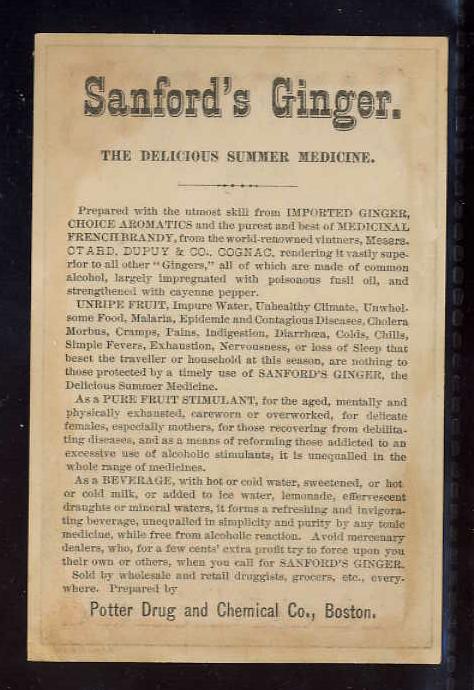 Sanford's Ginger.
THE DELICIOUS SUMMER MEDICINE.
Prepared with the utmost skill from IMPORTED GINGER,
CHOICE AROMATICS and the purest and best of MEDICINAL
FRENCH BRANDY, from the world-renowned vintners, Messrs.
OTARD, DUPUY & CO., COGNAC, rendering it vastly supe-
rior to all other "Gingers," all of which are made of common
alcohol, largely impregnated with poisonous fusil oil, and
strengthened with cayenne pepper.
UNRIPE FRUIT, Impure Water, Unhealthy Climate, Unwhol-
some Food, Malaria, Epidemic and Contagious Diseases, Cholera
Morbus, Cramps, Pains, Indigestion, Diarrhœa, Colds, Chills,
Simple Fevers, Exhaustion, Nervousness, or loss of Sleep that
beset the traveller or household at this season, are nothing to
those protected by a timely use of SANFORD'S GINGER, the
Delicious Summer Medicine.
As a PURE FRUIT STIMULANT, for the aged, mentally and
physically exhausted, careworn or overworked, for delicate
females, especially mothers, for those recovering from debilita-
ting diseases, and as a means of reforming those addicted to an
excessive use of alcoholic stimulants, it is unequalled in the
whole range of medicines.
As a BEVERAGE, with hot or cold water, sweetened, or hot
or cold milk, or added to ice water, lemonade, effervescent
draughts or mineral waters, it forms a refreshing and invigora-
ting beverage, unequalled in simplicity and purity by any tonic
medicine, while free from alcoholic reaction. Avoid mercenary
dealers, who, for a few cents' extra profit try to force upon you
their own or others, when you call for SANFORD'S GINGER.
Sold by wholesale and retail druggists, grocers, etc., every-
where. Prepared by
Potter Drug and Chemical Co., Boston.